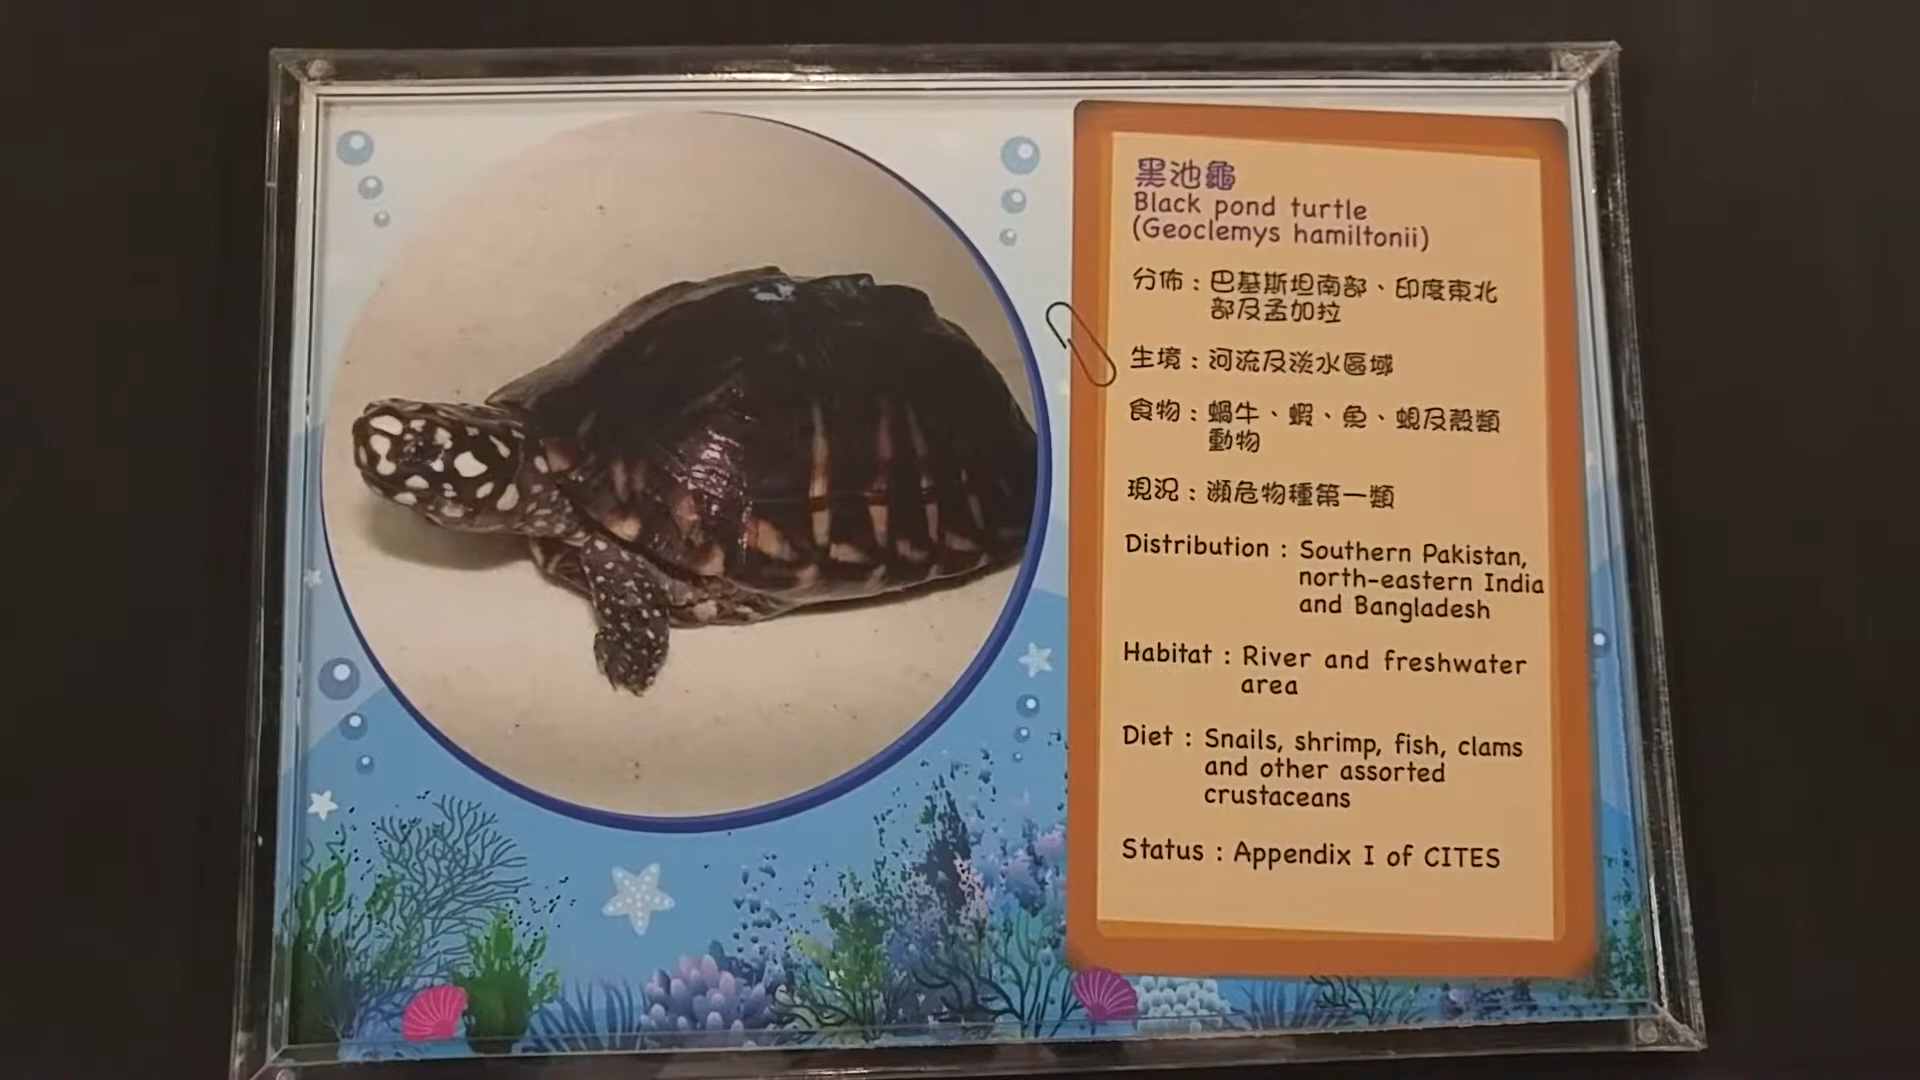 黑池龜
Black pond turtle
(Geoclemys hamiltonii)
分佈：巴基斯坦南部、印度東北
部及孟加拉
生境：河流及淡水區域
食物：蝸牛、蝦、魚、蜆及殼類
動物
現況：瀕危物種第一類
Distribution : Southern Pakistan,
north-eastern India
and Bangladesh
Habitat : River and freshwater
area
Diet : Snails, shrimp, fish, clams
and other assorted
crustaceans
Status : Appendix I of CITES